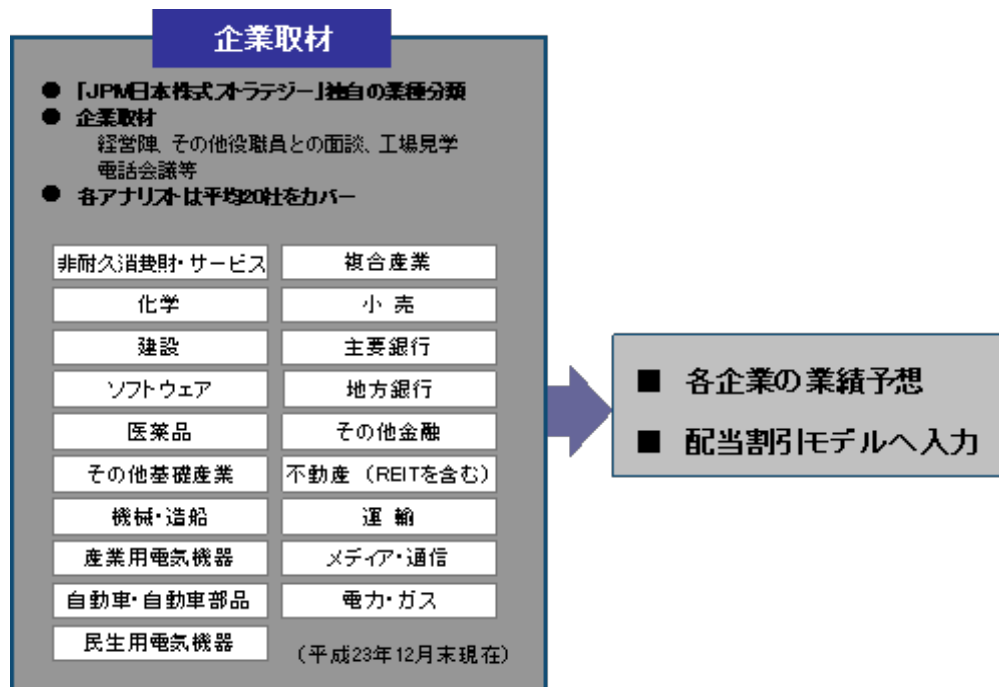 企業取材
● 「JPM日本株式ストラテジー」独自の業種分類
● 企業取材
経営陣、その他役職員との面談、工場見学
電話会議等
● 各アナリストは平均20社をカバー
非耐久消費財・サービス
複合産業
化学
小 売
建設
主要銀行
ソフトウェア
地方銀行
医薬品
その他金融
その他基礎産業
不動産 (REITを含む)
機械・造船
運 輸
産業用電気機器
メディア・通信
自動車・自動車部品
電力・ガス
民生用電気機器
(平成23年12月末現在)
■ 各企業の業績予想
■ 配当割引モデルへ入力